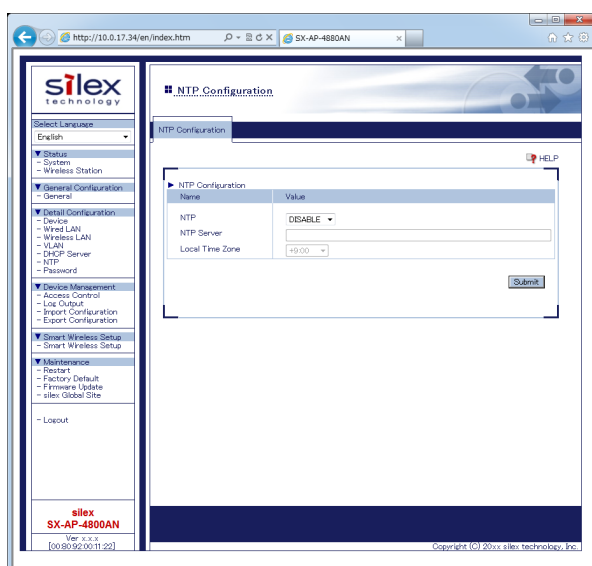 http://10.0.17.34/en/index.htm
SX-AP-4880AN
silex
technology
Select Language
English
▼ Status
- System
- Wireless Station
▼ General Configuration
- General
▼ Detail Configuration
- Device
- Wired LAN
- Wireless LAN
- VLAN
- DHCP Server
- NTP
- Password
▼ Device Management
- Access Control
- Log Output
- Import Configuration
- Export Configuration
▼ Smart Wireless Setup
- Smart Wireless Setup
▼ Maintenance
- Restart
- Factory Default
- Firmware Update
- silex Global Site
- Logout
silex
SX-AP-4800AN
Ver x.x.x
[00:80:92:00:11:22]
NTP Configuration
NTP Configuration
HELP
NTP Configuration
Name Value
NTP DISABLE
NTP Server
Local Time Zone +9:00
Submit
Copyright (C) 20xx silex technology, Inc.